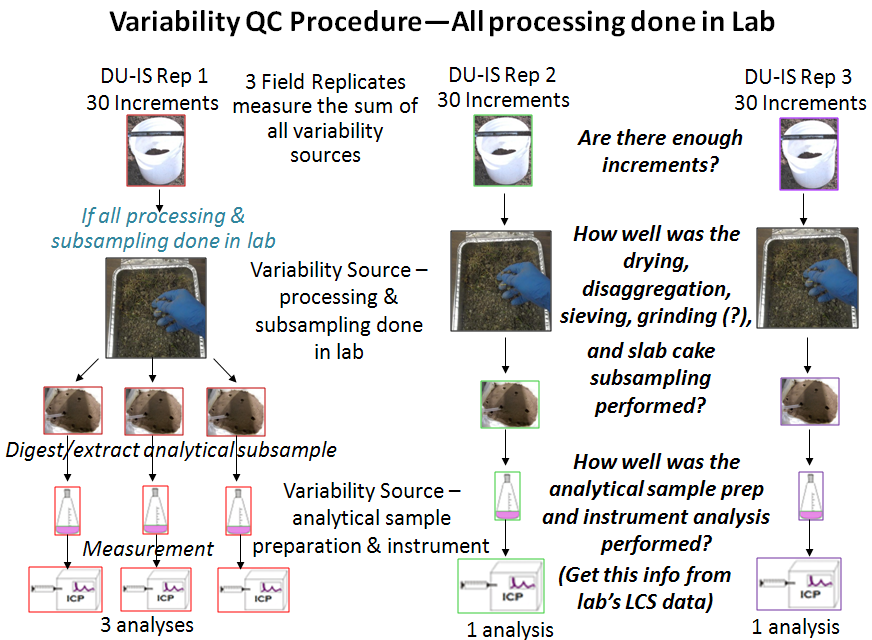 Variability QC Procedure—All processing done in Lab
DU-IS Rep 1
30 Increments
3 Field Replicates
measure the sum of
all variability
sources
DU-IS Rep 2
30 Increments
DU-IS Rep 3
30 Increments
Are there enough
increments?
If all processing &
subsampling done in lab
Variability Source –
processing &
subsampling done
in lab
How well was the
drying,
disaggregation,
sieving, grinding (?),
and slab cake
subsampling
performed?
Digest/extract analytical subsample
Variability Source –
analytical sample
preparation & instrument
How well was the
analytical sample prep
and instrument analysis
performed?
(Get this info from
lab's LCS data)
Measurement
ICP
ICP
ICP
ICP
ICP
3 analyses
1 analysis
1 analysis